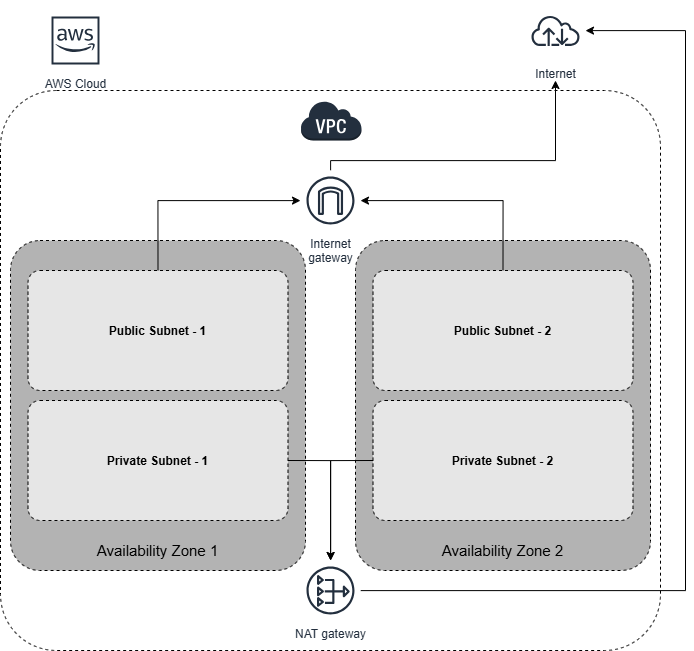 aws
AWS Cloud
Internet
VPC
Internet
gateway
Public Subnet - 1
Public Subnet - 2
Private Subnet - 1
Private Subnet - 2
Availability Zone 1
Availability Zone 2
NAT gateway